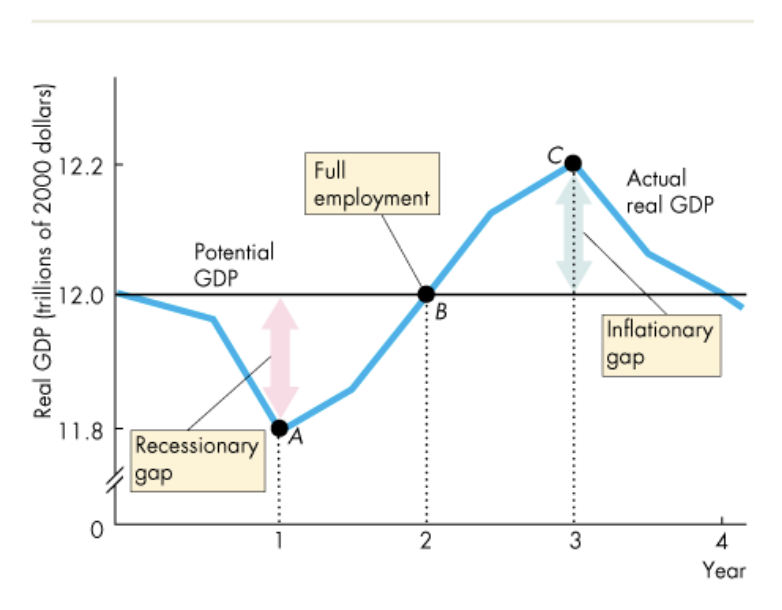 Real GDP (trillions of 2000 dollars)
12.2
12.0
11.8
0
Potential
GDP
Full
employment
C
Actual
real GDP
B
Inflationary
gap
A
Recessionary
gap
1
2
3
4
Year